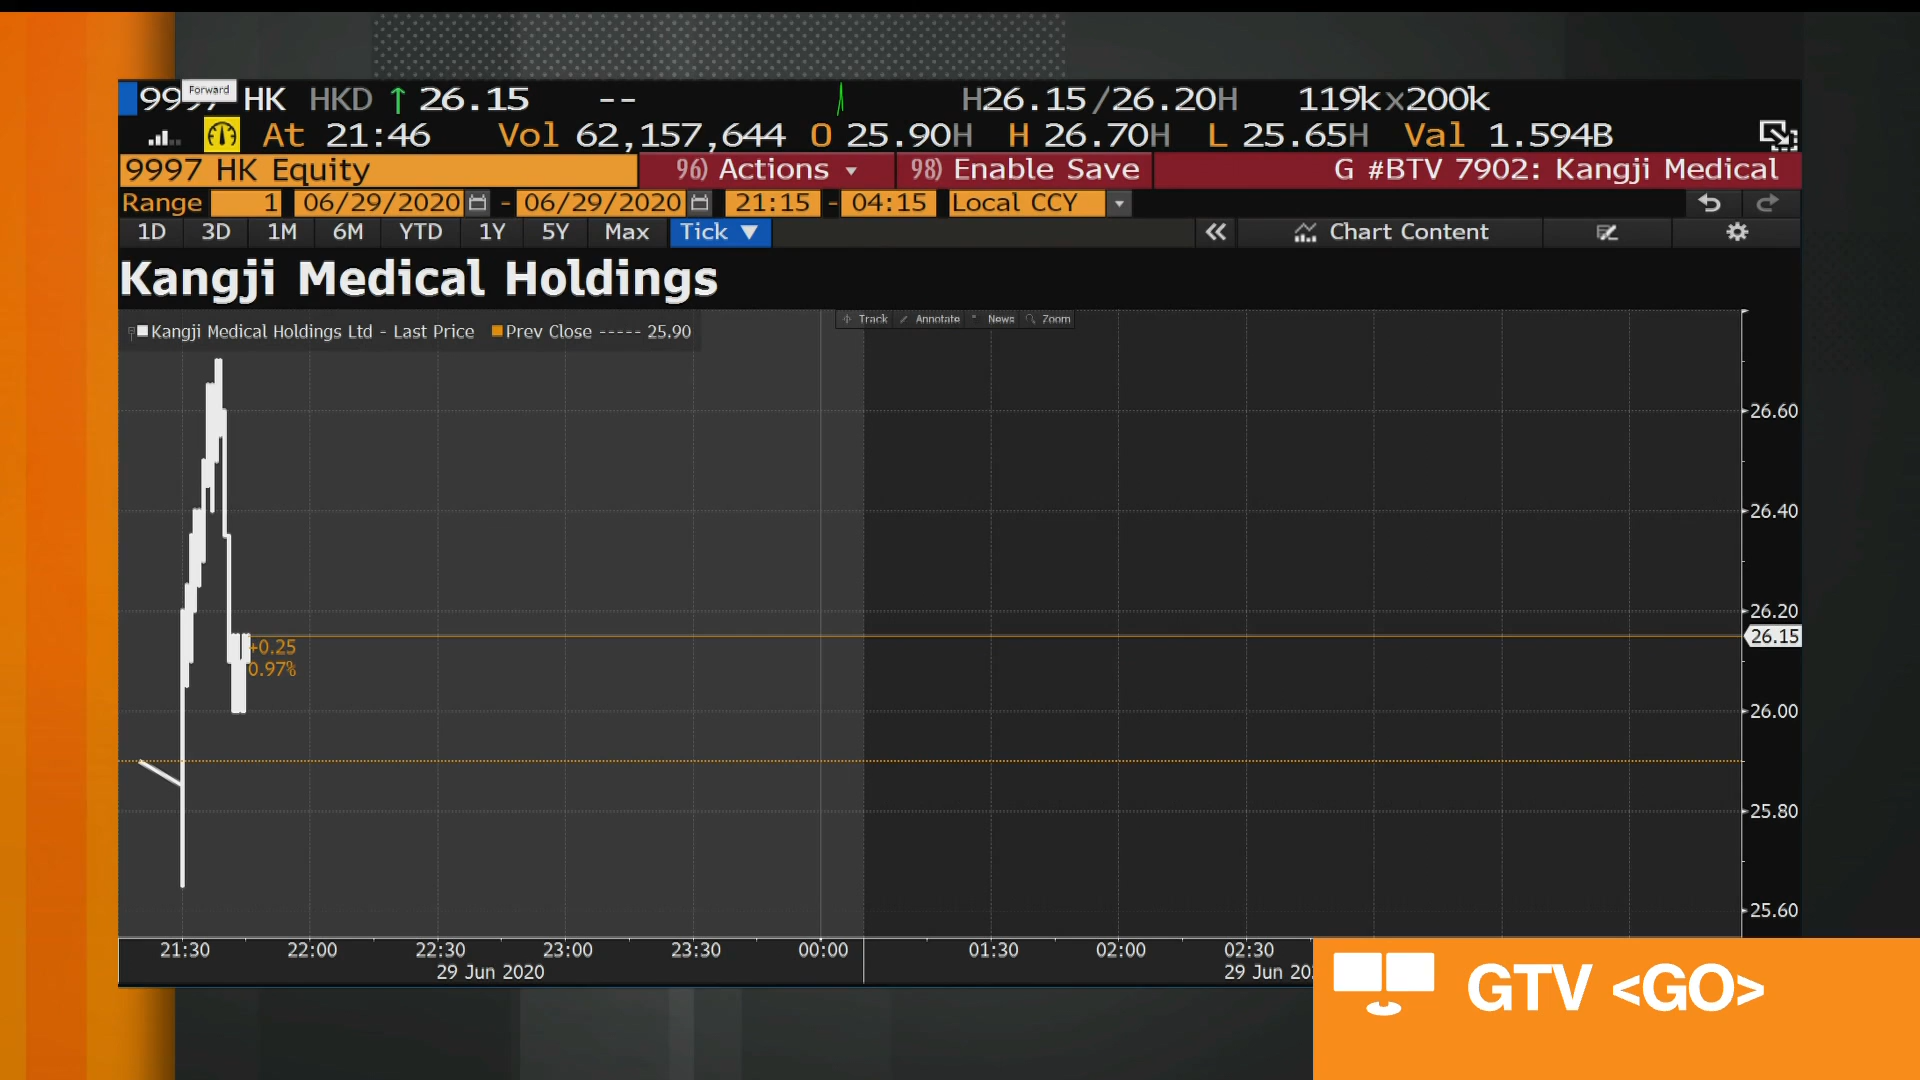 9997 HK HKD ↑ 26.15 -- H26.15/26.20H 119kx200k
Forward
At 21:46 Vol 62,157,644 O 25.90H H 26.70H L 25.65H Val 1.594B
9997 HK Equity 96) Actions 98) Enable Save G #BTV 7902: Kangji Medical
Range 1 06/29/2020 - 06/29/2020 21:15 - 04:15 Local CCY
1D 3D 1M 6M YTD 1Y 5Y Max Tick ▼ « Chart Content
Kangji Medical Holdings
Track Annotate News Zoom
Kangji Medical Holdings Ltd - Last Price Prev Close ----- 25.90
26.60
26.40
26.20
26.15
+0.25
0.97%
26.00
25.80
25.60
21:30 22:00 22:30 23:00 23:30 00:00 01:30 02:00 02:30
29 Jun 2020 29 Jun 20
GTV <GO>